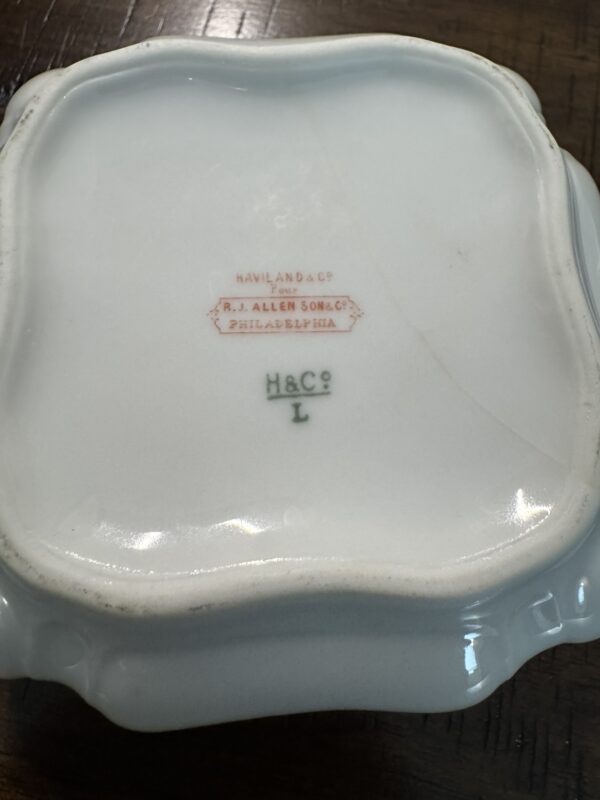 HAVILAND & Cº
Pour
R.J. ALLEN SON & Cº
PHILADELPHIA
H&Cº
L